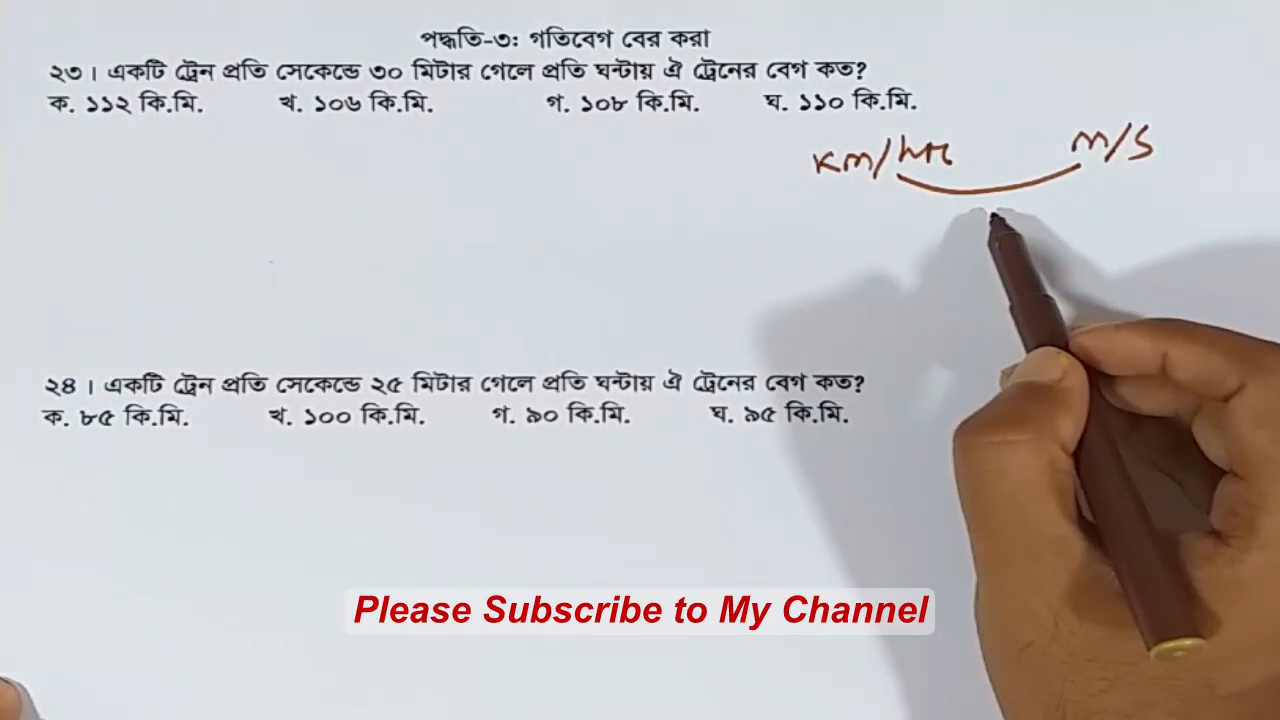 পদ্ধতি-৩: গতিবেগ বের করা
২৩। একটি ট্রেন প্রতি সেকেন্ডে ৩০ মিটার গেলে প্রতি ঘন্টায় ঐ ট্রেনের বেগ কত?
ক. ১১২ কি.মি. খ. ১০৬ কি.মি. গ. ১০৮ কি.মি. ঘ. ১১০ কি.মি.
km/hr m/s
২৪। একটি ট্রেন প্রতি সেকেন্ডে ২৫ মিটার গেলে প্রতি ঘন্টায় ঐ ট্রেনের বেগ কত?
ক. ৮৫ কি.মি. খ. ১০০ কি.মি. গ. ৯০ কি.মি. ঘ. ৯৫ কি.মি.
Please Subscribe to My Channel